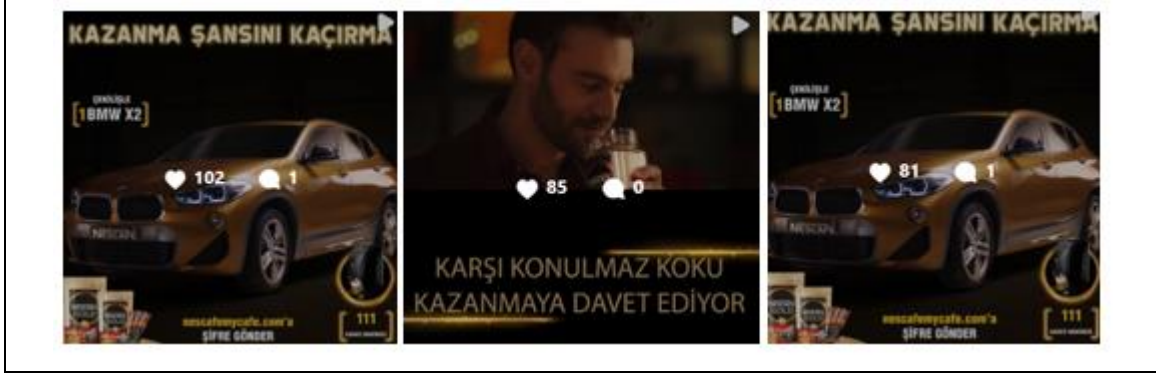 KAZANMA ŞANSINI KAÇIRMA
ÇEKİLİŞLE
1 BMW X2
102 1
NESCAFÉ
nescafemycafe.com'a
ŞİFRE GÖNDER
111
85 0
KARŞI KONULMAZ KOKU
KAZANMAYA DAVET EDİYOR
KAZANMA ŞANSINI KAÇIRMA
ÇEKİLİŞLE
1 BMW X2
81 1
NESCAFÉ
nescafemycafe.com'a
ŞİFRE GÖNDER
111